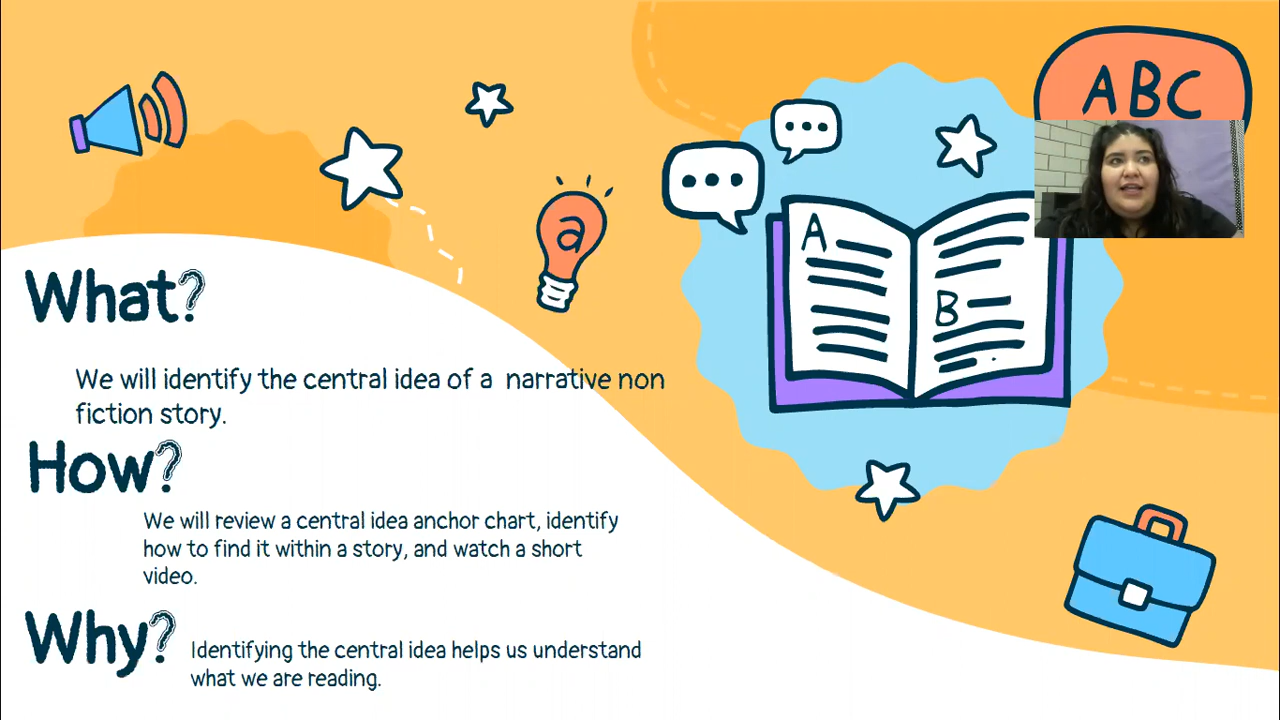 ABC
a
A
B
What?
We will identify the central idea of a narrative non
fiction story.
How?
We will review a central idea anchor chart, identify
how to find it within a story, and watch a short
video.
Why?
Identifying the central idea helps us understand
what we are reading.